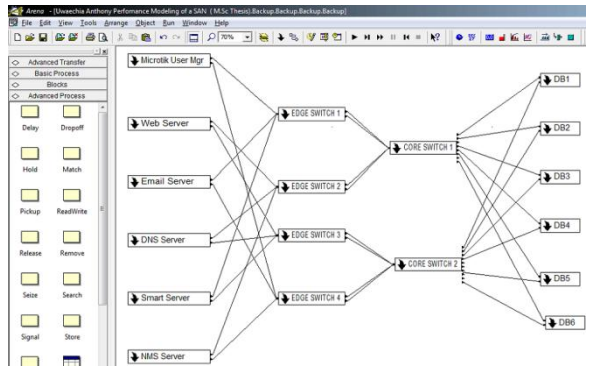 Arena - [Uwaechia Anthony Perfomance Modeling of a SAN ( M.Sc Thesis).Backup.Backup.Backup.Backup]
File Edit View Tools Arrange Object Run Window Help
70%
Advanced Transfer
Basic Process
Blocks
Advanced Process
Delay Dropoff
Hold Match
Pickup ReadWrite
Release Remove
Seize Search
Signal Store
Microtik User Mgr
Web Server
Email Server
DNS Server
Smart Server
NMS Server
EDGE SWITCH 1
EDGE SWITCH 2
EDGE SWITCH 3
EDGE SWITCH 4
CORE SWITCH 1
CORE SWITCH 2
DB1
DB2
DB3
DB4
DB5
DB6